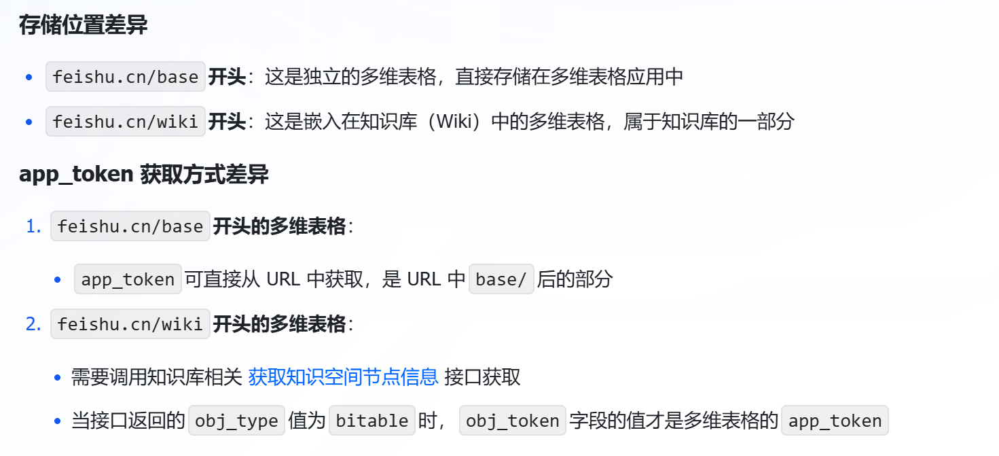 存储位置差异
feishu.cn/base 开头：这是独立的多维表格，直接存储在多维表格应用中
feishu.cn/wiki 开头：这是嵌入在知识库（Wiki）中的多维表格，属于知识库的一部分
app_token 获取方式差异
1. feishu.cn/base 开头的多维表格：
app_token 可直接从 URL 中获取，是 URL 中 base/ 后的部分
2. feishu.cn/wiki 开头的多维表格：
需要调用知识库相关 获取知识空间节点信息 接口获取
当接口返回的 obj_type 值为 bitable 时， obj_token 字段的值才是多维表格的 app_token